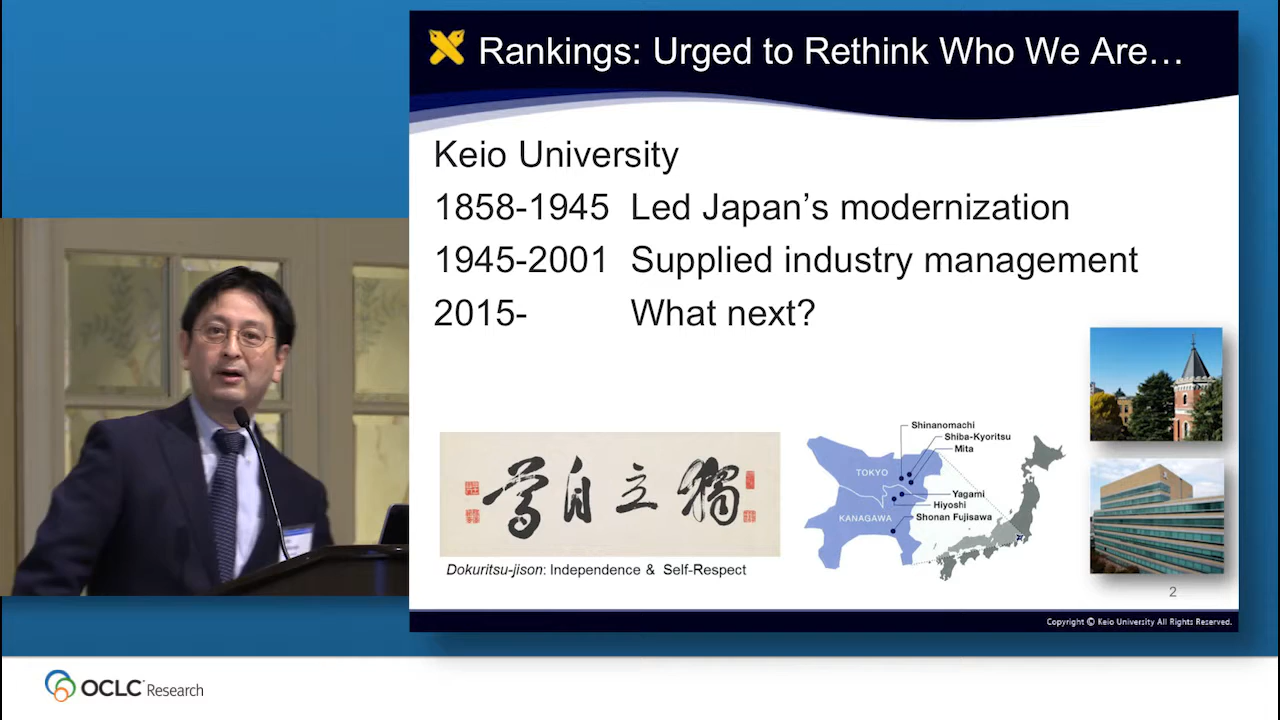 Rankings: Urged to Rethink Who We Are…
Keio University
1858-1945 Led Japan's modernization
1945-2001 Supplied industry management
2015- What next?
獨立自尊
Dokuritsu-jison: Independence & Self-Respect
Shinanomachi
Shiba-Kyoritsu
Mita
TOKYO
Yagami
Hiyoshi
KANAGAWA
Shonan Fujisawa
2
Copyright © Keio University All Rights Reserved.
OCLC Research